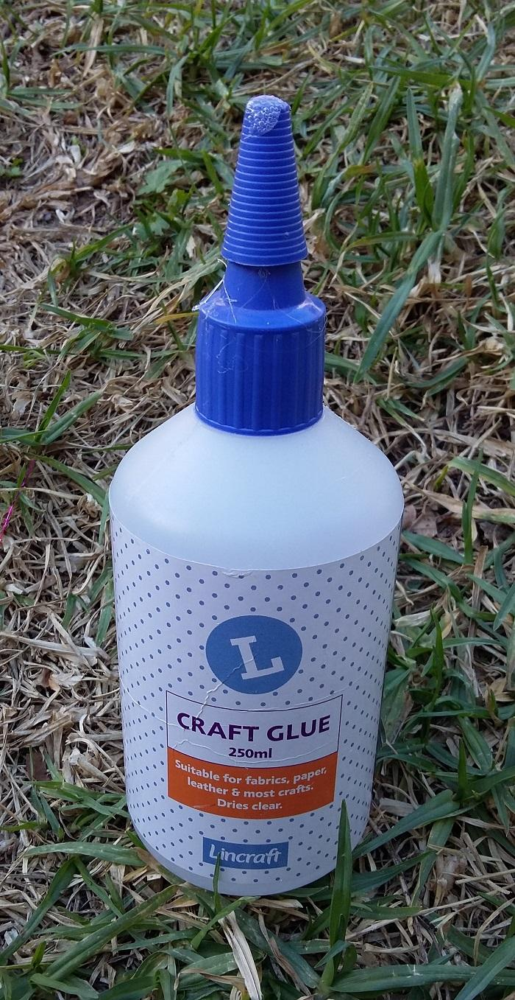 L
CRAFT GLUE
250ml
Suitable for fabrics, paper,
leather & most crafts.
Dries clear.
Lincraft